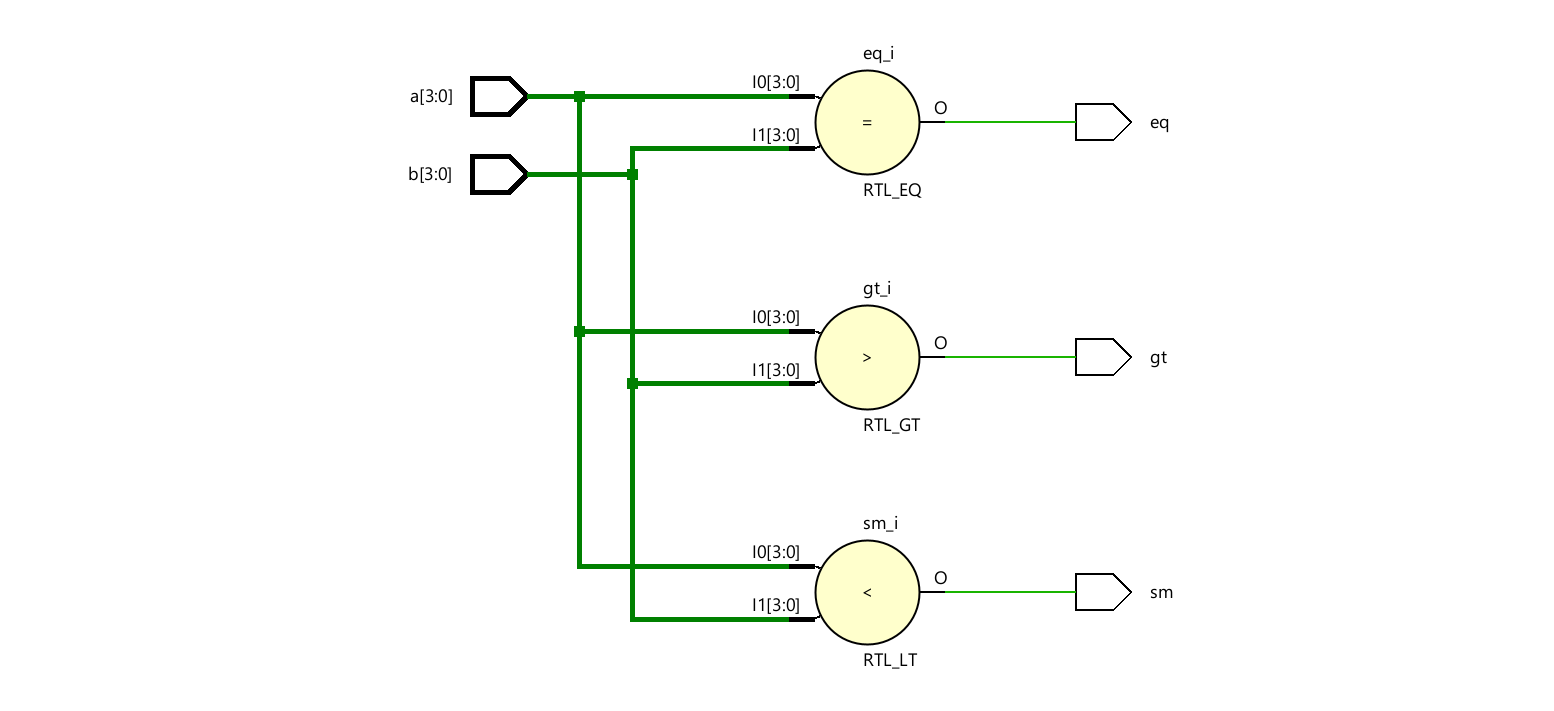 eq_i
a[3:0]
I0[3:0]
O
I1[3:0]
=
eq
b[3:0]
RTL_EQ
gt_i
I0[3:0]
O
I1[3:0]
>
gt
RTL_GT
sm_i
I0[3:0]
O
I1[3:0]
<
sm
RTL_LT